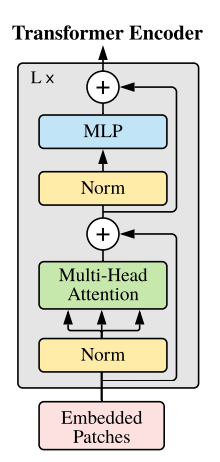 Transformer Encoder
L ×
+
MLP
Norm
+
Multi-Head
Attention
Norm
Embedded
Patches